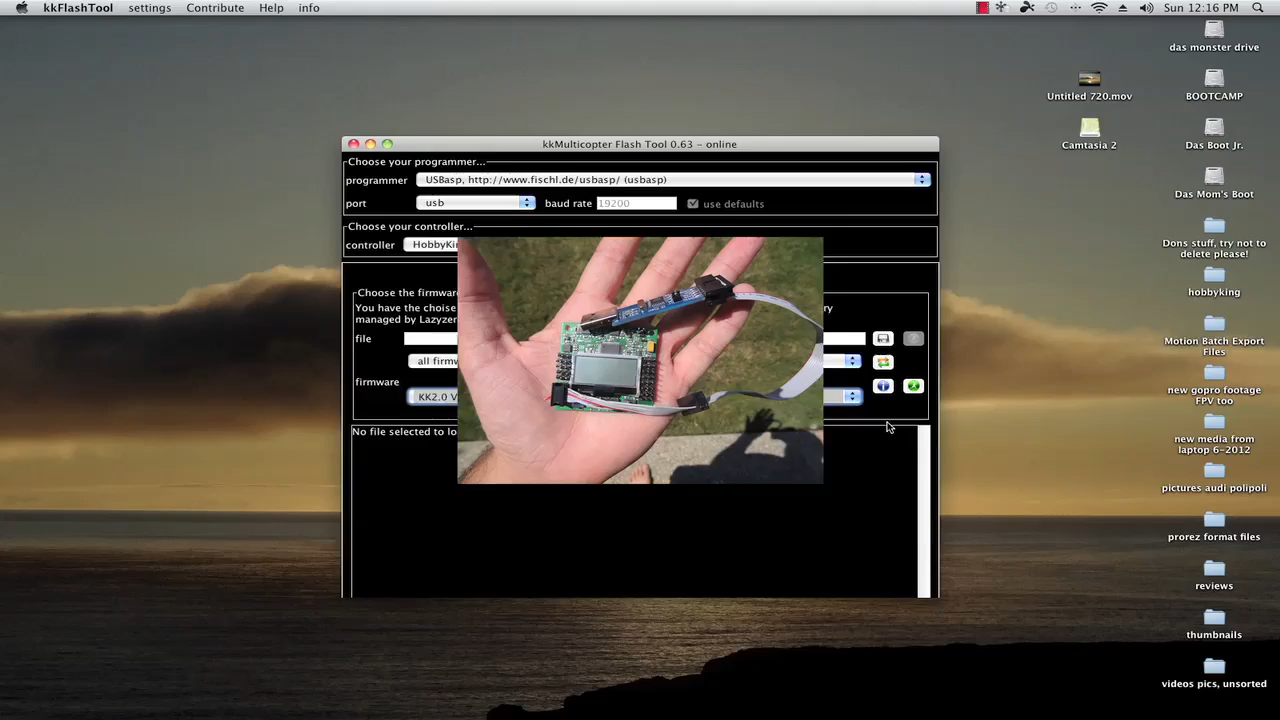 kkFlashTool settings Contribute Help info Sun 12:16 PM
das monster drive
Untitled 720.mov
BOOTCAMP
Camtasia 2
Das Boot Jr.
Das Mom's Boot
Dons stuff, try not to
delete please!
hobbyking
Motion Batch Export
Files
new gopro footage
FPV too
new media from
laptop 6-2012
pictures audi polipoli
prorez format files
reviews
thumbnails
videos pics, unsorted
kkMulticopter Flash Tool 0.63 – online
Choose your programmer...
programmer USBasp, http://www.fischl.de/usbasp/ (usbasp)
port usb baud rate 19200 use defaults
Choose your controller...
controller
Choose the
You have the choise
managed by Lazyzer
file
all
firmware
KK2.0
No file selected to